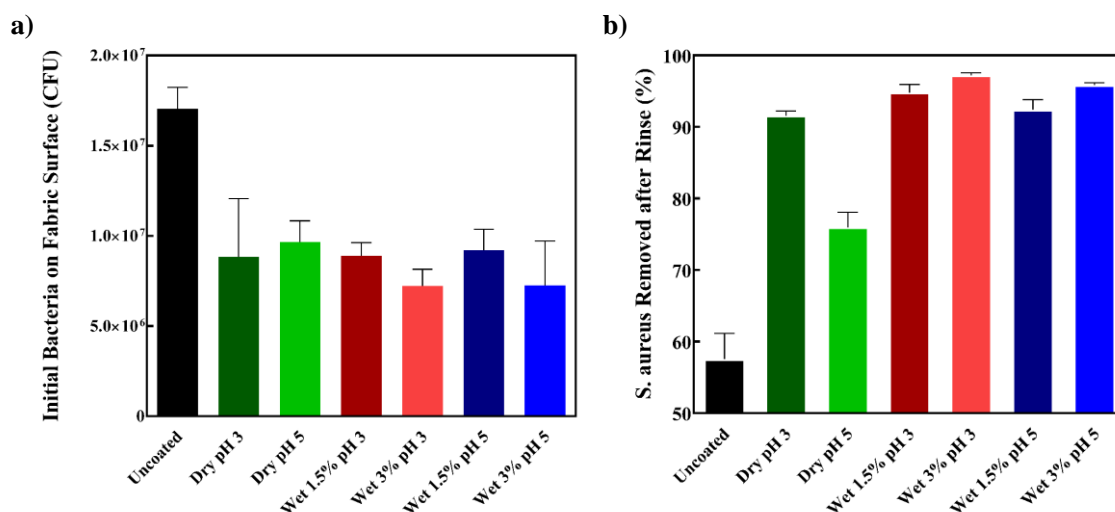 a)
Initial Bacteria on Fabric Surface (CFU)
2.0×10⁷
1.5×10⁷
1.0×10⁷
5.0×10⁶
0
Uncoated
Dry pH 3
Dry pH 5
Wet 1.5% pH 3
Wet 3% pH 3
Wet 1.5% pH 5
Wet 3% pH 5
b)
S. aureus Removed after Rinse (%)
100
90
80
70
60
50
Uncoated
Dry pH 3
Dry pH 5
Wet 1.5% pH 3
Wet 3% pH 3
Wet 1.5% pH 5
Wet 3% pH 5